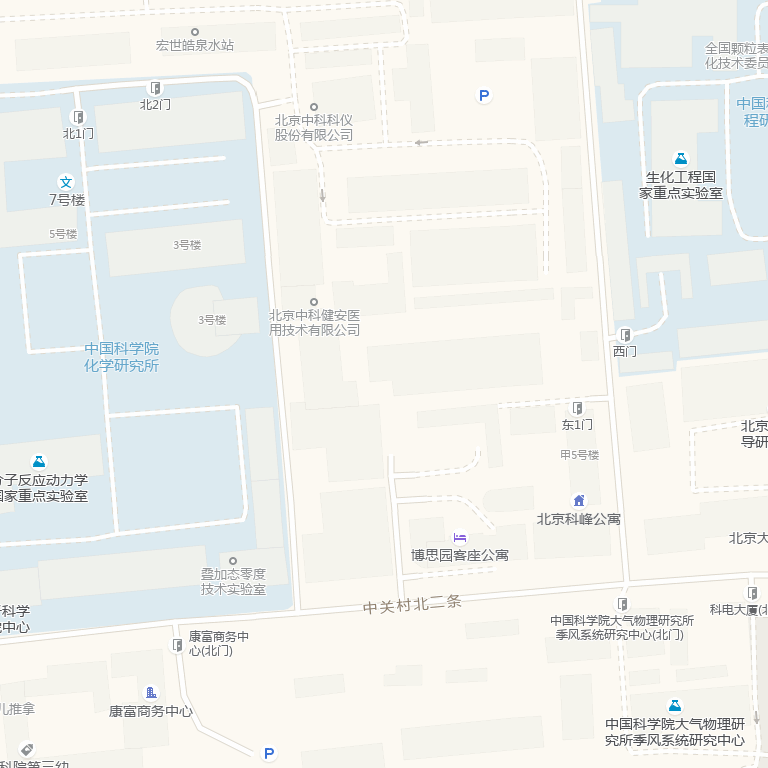 宏世皓泉水站
全国颗粒表
化技术委员
P
北2门
北1门
中国科
程研
北京中科科仪
股份有限公司
生化工程国
家重点实验室
文
7号楼
5号楼
3号楼
3号楼
北京中科健安医
用技术有限公司
中国科学院
化学研究所
西门
东1门
北京
导研
甲5号楼
分子反应动力学
国家重点实验室
北京科峰公寓
北京大
博思园客座公寓
叠加态零度
技术实验室
中关村北二条
科学
究中心
中国科学院大气物理研究所
季风系统研究中心(北门)
科电大厦(北
康富商务中
心(北门)
儿推拿
康富商务中心
中国科学院大气物理研
究所季风系统研究中心
P
科院第三幼